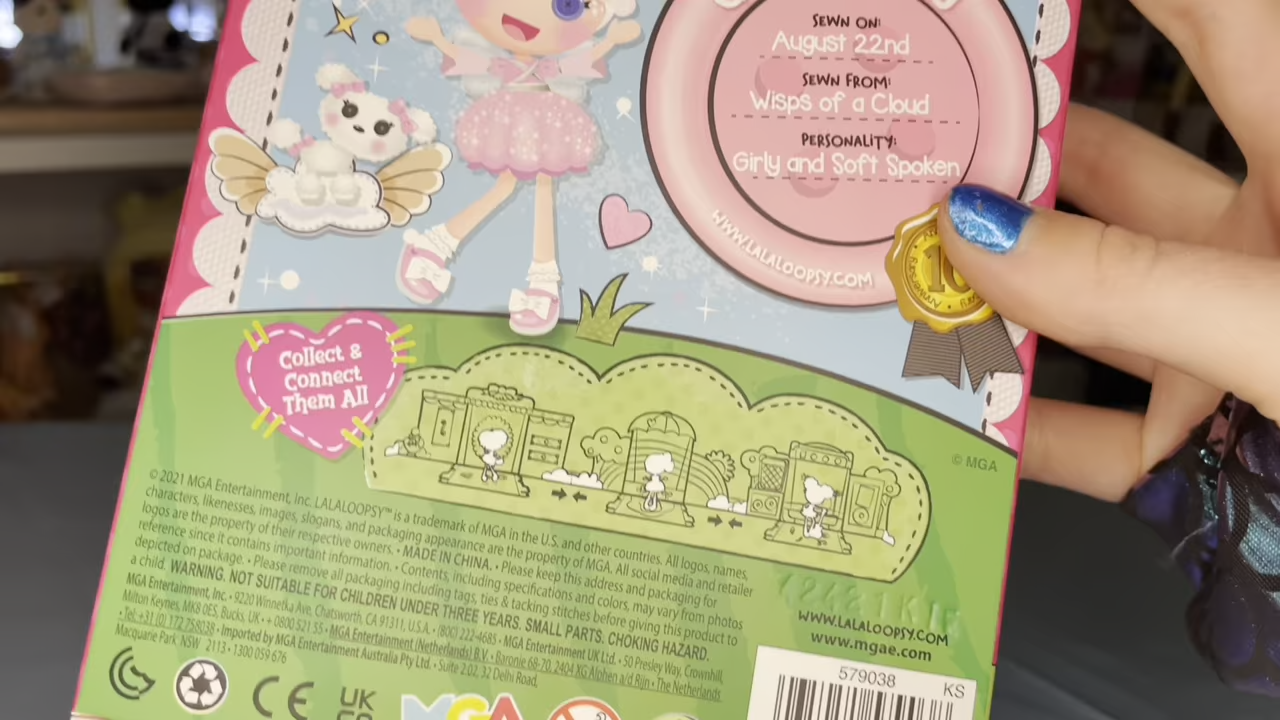 SEWN ON:
August 22nd
SEWN FROM:
Wisps of a Cloud
PERSONALITY:
Girly and Soft Spoken
WWW.LALALOOPSY.COM
10
Collect &
Connect
Them All
© MGA
© 2021 MGA Entertainment, Inc. LALALOOPSY™ is a trademark of MGA in the U.S. and other countries. All logos, names,
characters, likenesses, images, slogans, and packaging appearance are the property of MGA. All social media and retailer
logos are the property of their respective owners. • MADE IN CHINA. • Please keep this address and packaging for
reference since it contains important information. • Contents, including specifications and colors, may vary from photos
depicted on package. • Please remove all packaging including tags, ties & tacking stitches before giving this product to
a child. WARNING. NOT SUITABLE FOR CHILDREN UNDER THREE YEARS. SMALL PARTS. CHOKING HAZARD.
MGA Entertainment, Inc. • 9220 Winnetka Ave, Chatsworth, CA 91311, U.S.A. • (800) 222-4685 • MGA Entertainment UK Ltd. • 50 Presley Way, Crownhill,
Milton Keynes, MK8 0ES, Bucks, UK • + 0800 521 55 • MGA Entertainment (Netherlands) B.V. • Baronie 68-70, 2404 XG Alphen a/d Rijn • The Netherlands
• Tel: +31 (0) 172 758038 • Imported by MGA Entertainment Australia Pty Ltd. • Suite 2.02, 32 Delhi Road,
Macquarie Park, NSW 2113 • 1300 059 676
WWW.LALALOOPSY.COM
www.mgae.com
579038 KS
CE
UK
MGA